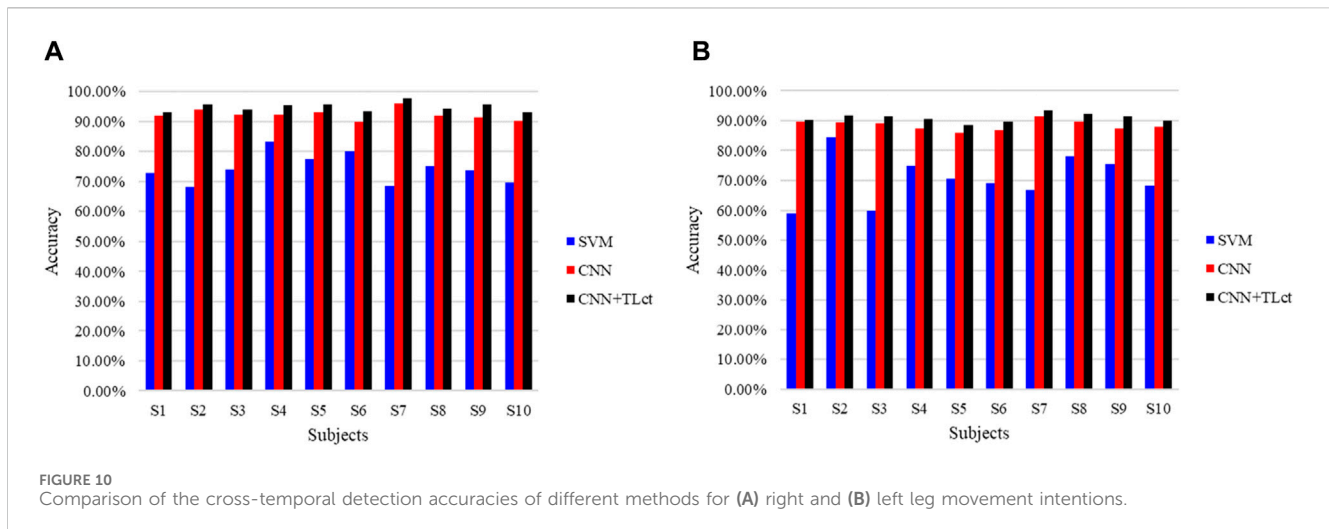 A
100.00%
90.00%
80.00%
70.00%
60.00%
50.00%
40.00%
30.00%
20.00%
10.00%
0.00%
Accuracy
S1 S2 S3 S4 S5 S6 S7 S8 S9 S10
Subjects
SVM
CNN
CNN+TLct
B
100.00%
90.00%
80.00%
70.00%
60.00%
50.00%
40.00%
30.00%
20.00%
10.00%
0.00%
Accuracy
S1 S2 S3 S4 S5 S6 S7 S8 S9 S10
Subjects
SVM
CNN
CNN+TLct
FIGURE 10
Comparison of the cross-temporal detection accuracies of different methods for (A) right and (B) left leg movement intentions.